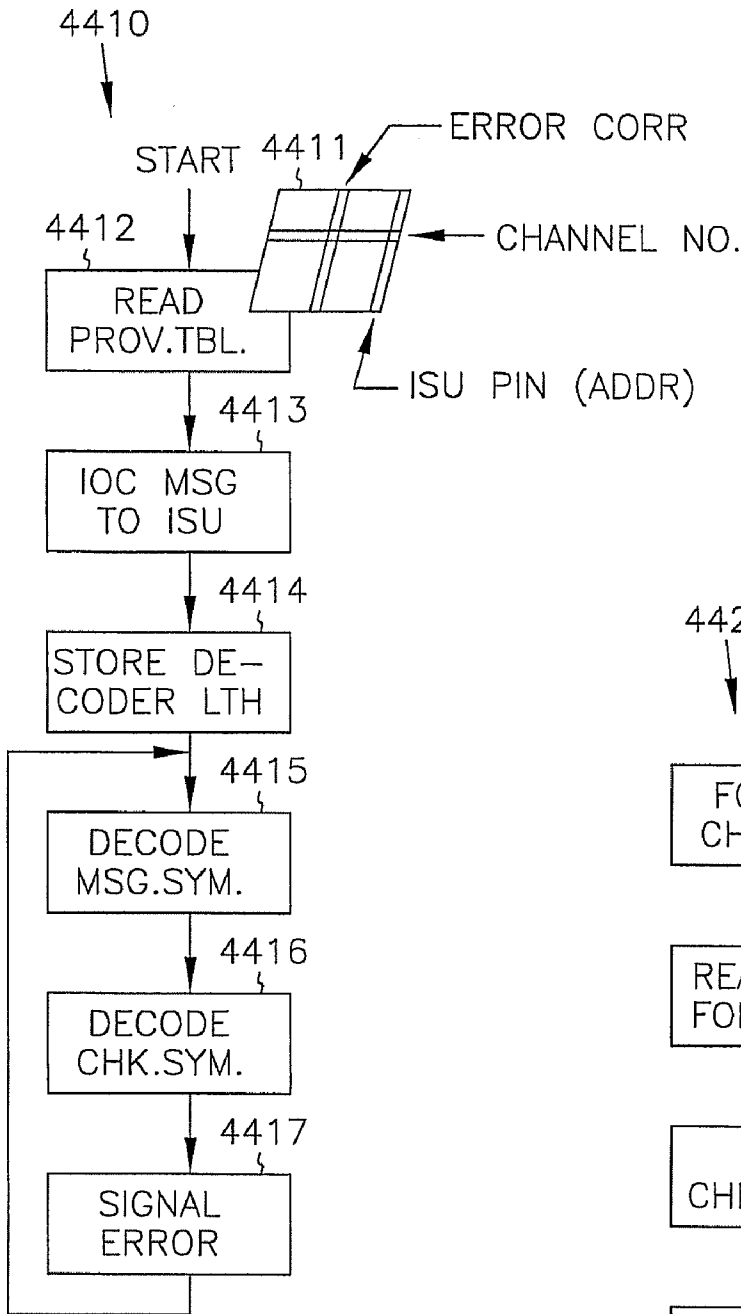 4410
START
4411
ERROR CORR
CHANNEL NO.
ISU PIN (ADDR)
4412
READ
PROV.TBL.
4413
IOC MSG
TO ISU
4414
STORE DE-
CODER LTH
4415
DECODE
MSG.SYM.
4416
DECODE
CHK.SYM.
4417
SIGNAL
ERROR